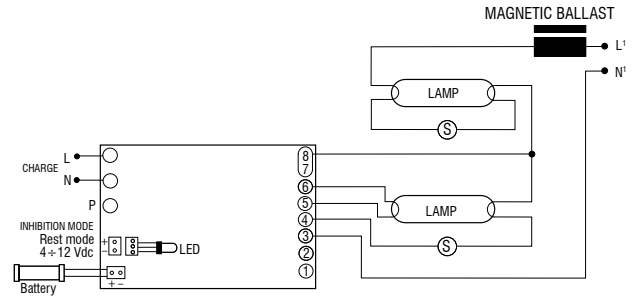 MAGNETIC BALLAST
L¹
N¹
LAMP
S
L
CHARGE
N
P
INHIBITION MODE
Rest mode
4÷12 Vdc
+
-
LED
+ -
Battery
8
7
6
5
4
3
2
1
LAMP
S